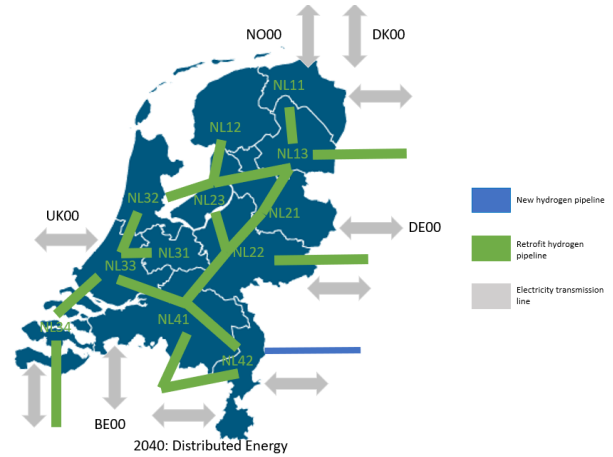 NO00
DK00
NL11
NL12
NL13
NL32
NL23
NL21
UK00
DE00
NL31
NL22
NL33
NL41
NL34
NL42
BE00
2040: Distributed Energy
New hydrogen pipeline
Retrofit hydrogen
pipeline
Electricity transmission
line